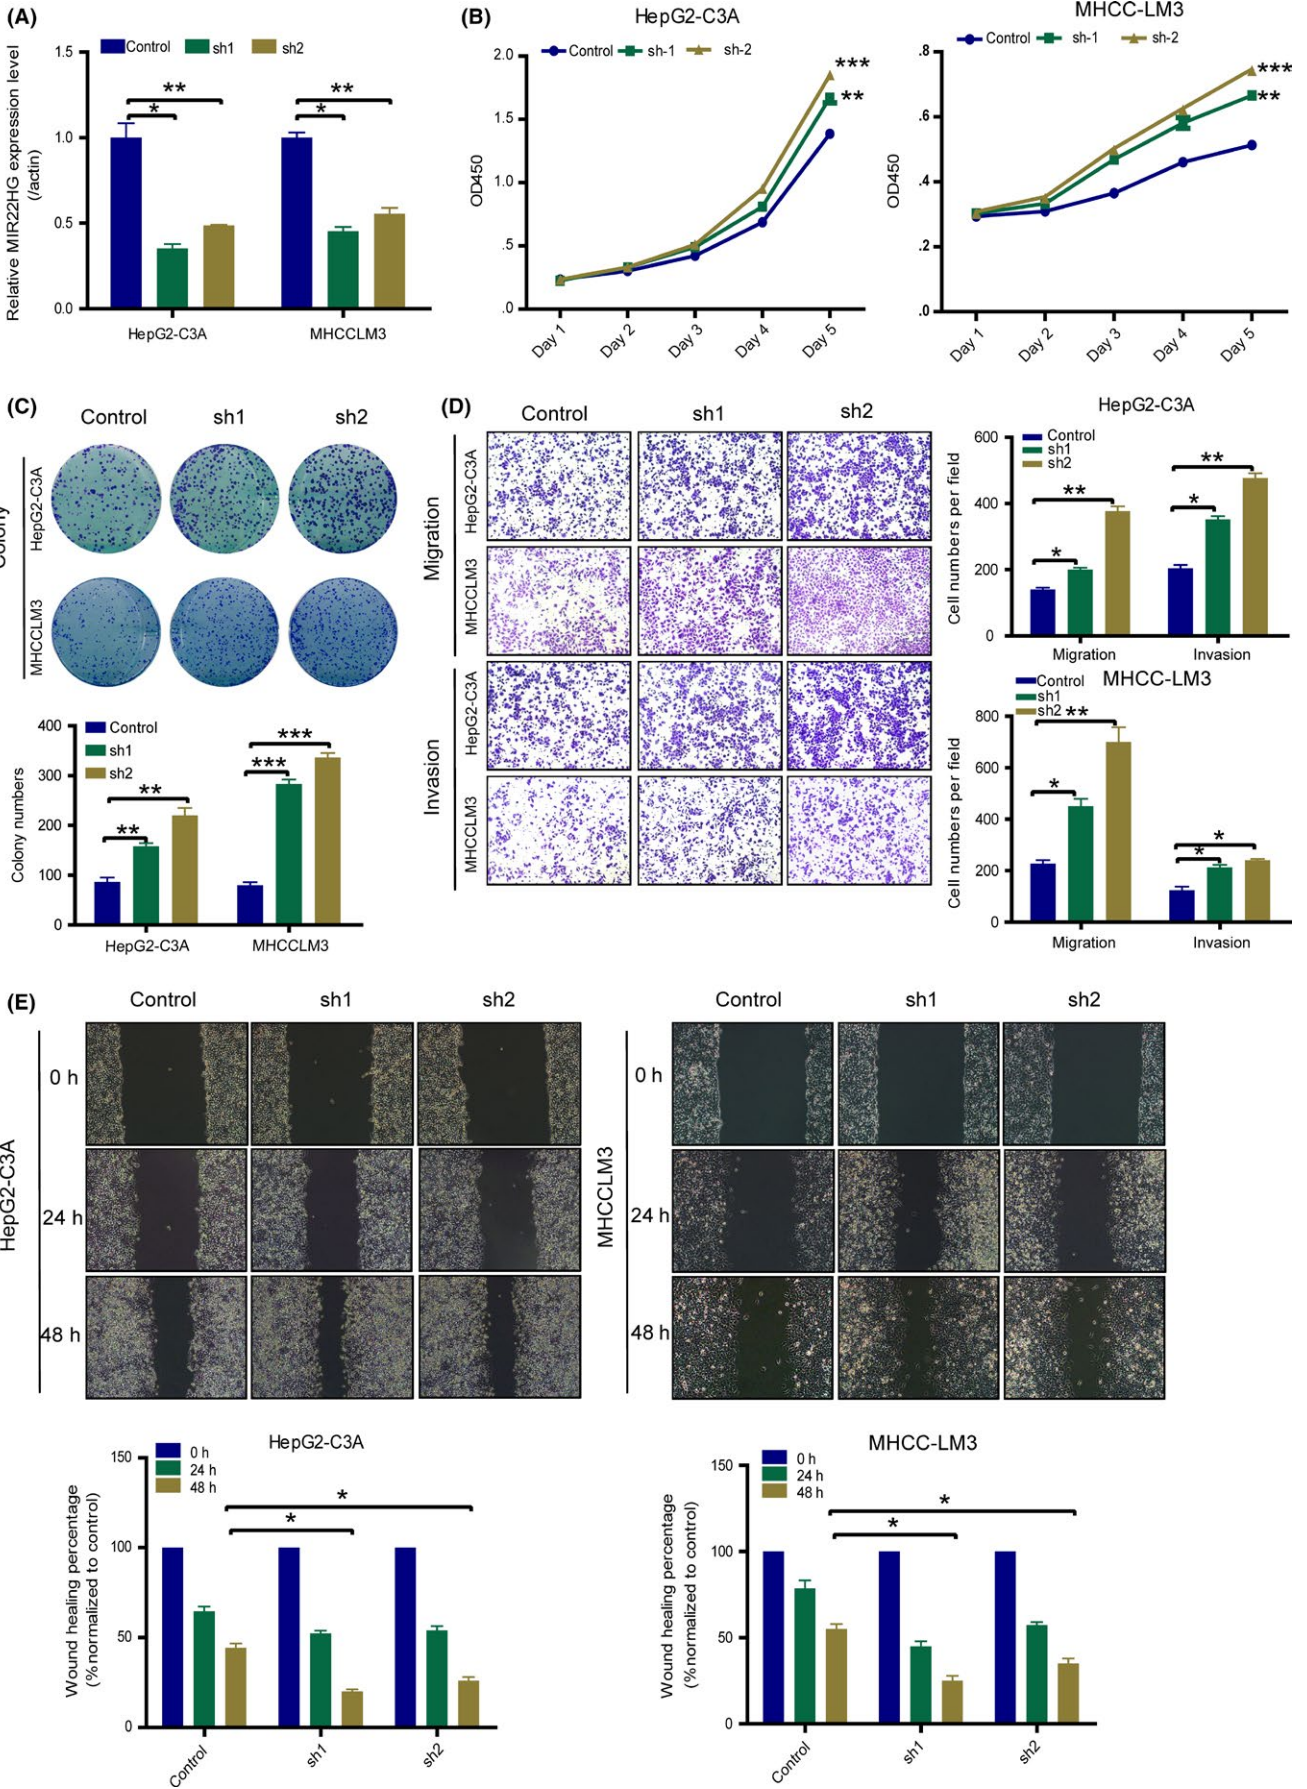 (A)
Control sh1 sh2
Relative MIR22HG expression level
(/actin)
1.5
1.0
0.5
0.0
** **
* *
HepG2-C3A MHCCLM3
(B)
HepG2-C3A
Control sh-1 sh-2
OD450
2.0
1.5
1.0
.5
.0
***
**
Day 1 Day 2 Day 3 Day 4 Day 5
MHCC-LM3
Control sh-1 sh-2
OD450
.8
.6
.4
.2
.0
***
**
Day 1 Day 2 Day 3 Day 4 Day 5
(C)
Control sh1 sh2
Colony
HepG2-C3A
MHCCLM3
Control
sh1
sh2
Colony numbers
400
300
200
100
0
**
**
***
***
HepG2-C3A MHCCLM3
(D)
Control sh1 sh2
Migration
HepG2-C3A
MHCCLM3
Invasion
HepG2-C3A
MHCCLM3
HepG2-C3A
Control
sh1
sh2
Cell numbers per field
600
400
200
0
*
**
*
**
Migration Invasion
MHCC-LM3
Control
sh1
sh2
Cell numbers per field
800
600
400
200
0
*
**
*
*
Migration Invasion
(E)
Control sh1 sh2
HepG2-C3A
0 h
24 h
48 h
Control sh1 sh2
MHCCLM3
0 h
24 h
48 h
HepG2-C3A
0 h
24 h
48 h
Wound healing percentage
(%normalized to control)
150
100
50
0
*
*
Control sh1 sh2
MHCC-LM3
0 h
24 h
48 h
Wound healing percentage
(%normalized to control)
150
100
50
0
*
*
Control sh1 sh2